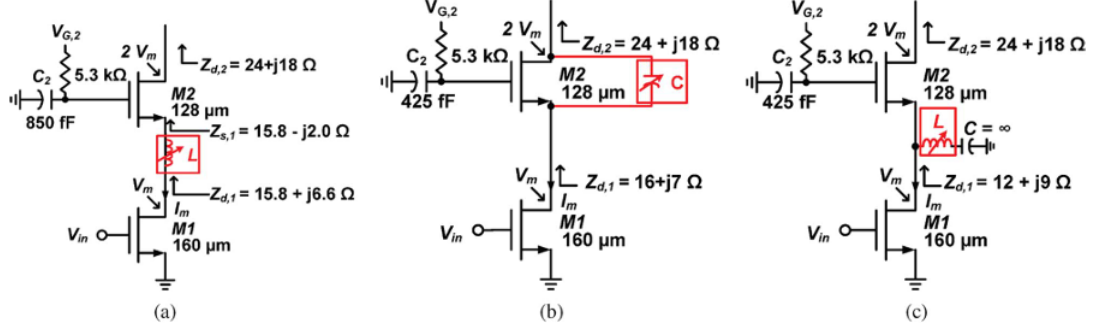 V_G,2
2 V_m
Z_d,2 = 24+j18 Ω
C_2
5.3 kΩ
M2
128 μm
850 fF
Z_s,1 = 15.8 - j2.0 Ω
L
V_m
Z_d,1 = 15.8 + j6.6 Ω
I_m
M1
V_in
160 μm
(a)
V_G,2
2 V_m
Z_d,2 = 24 + j18 Ω
C_2
5.3 kΩ
M2
C
128 μm
425 fF
V_m
Z_d,1 = 16+j7 Ω
I_m
M1
V_in
160 μm
(b)
V_G,2
2 V_m
Z_d,2 = 24 + j18 Ω
C_2
5.3 kΩ
M2
128 μm
425 fF
L
C = ∞
V_m
Z_d,1 = 12 + j9 Ω
I_m
M1
V_in
160 μm
(c)